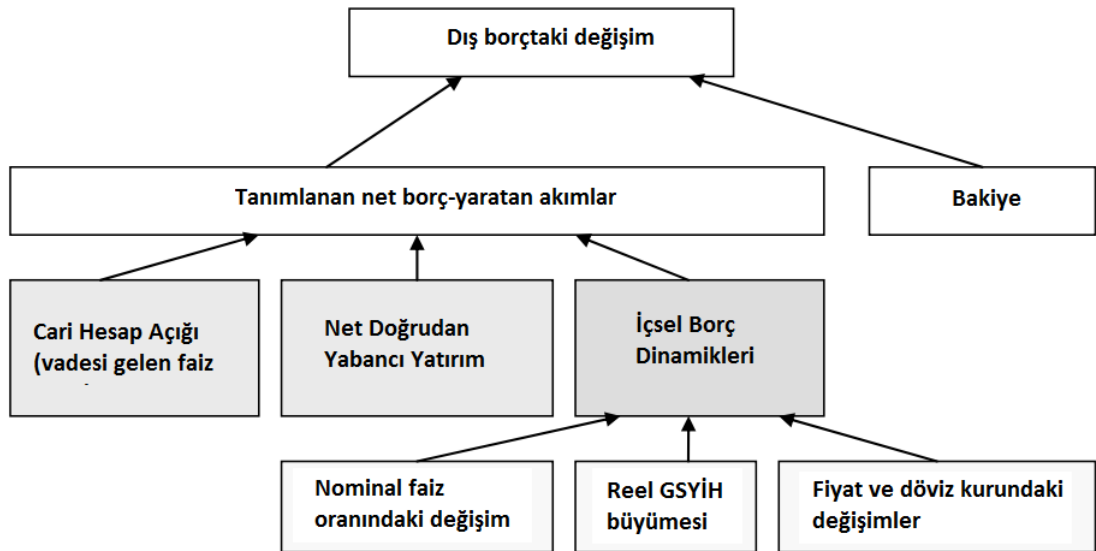 Dış borçtaki değişim
Tanımlanan net borç-yaratan akımlar
Bakiye
Cari Hesap Açığı
(vadesi gelen faiz
Net Doğrudan
Yabancı Yatırım
İçsel Borç
Dinamikleri
Nominal faiz
oranındaki değişim
Reel GSYİH
büyümesi
Fiyat ve döviz kurundaki
değişimler